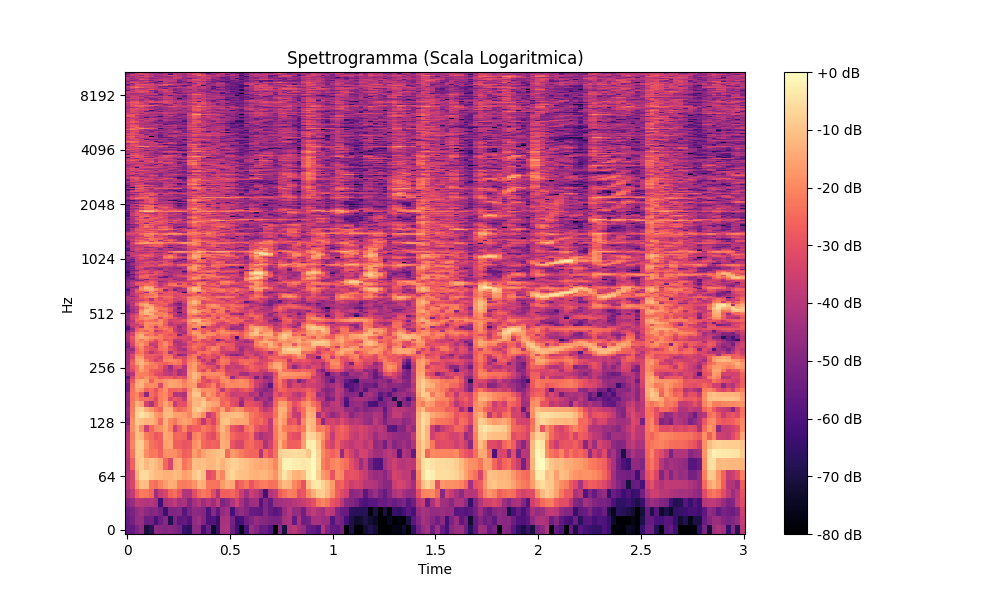 Spettrogramma (Scala Logaritmica)
Hz
8192
4096
2048
1024
512
256
128
64
0
0
0.5
1
1.5
2
2.5
3
Time
+0 dB
-10 dB
-20 dB
-30 dB
-40 dB
-50 dB
-60 dB
-70 dB
-80 dB